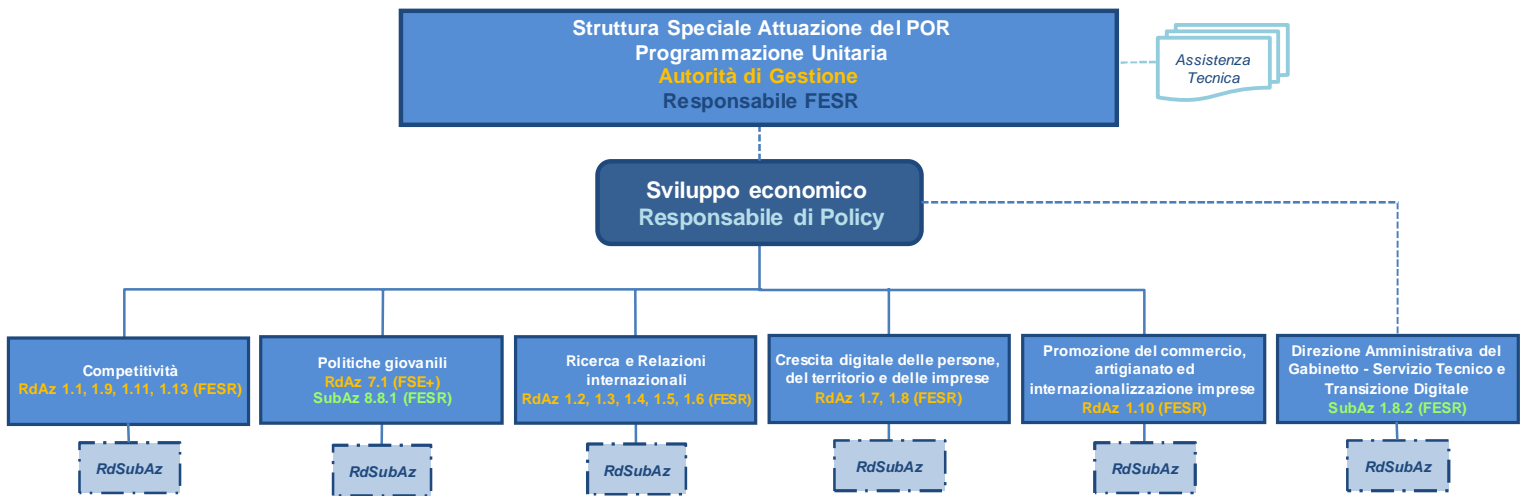 Struttura Speciale Attuazione del POR
Programmazione Unitaria
Autorità di Gestione
Responsabile FESR
Assistenza
Tecnica
Sviluppo economico
Responsabile di Policy
Competitività
RdAz 1.1, 1.9, 1.11, 1.13 (FESR)
Politiche giovanili
RdAz 7.1 (FSE+)
SubAz 8.8.1 (FESR)
Ricerca e Relazioni
internazionali
RdAz 1.2, 1.3, 1.4, 1.5, 1.6 (FESR)
Crescita digitale delle persone,
del territorio e delle imprese
RdAz 1.7, 1.8 (FESR)
Promozione del commercio,
artigianato ed
internazionalizzazione imprese
RdAz 1.10 (FESR)
Direzione Amministrativa del
Gabinetto - Servizio Tecnico e
Transizione Digitale
SubAz 1.8.2 (FESR)
RdSubAz
RdSubAz
RdSubAz
RdSubAz
RdSubAz
RdSubAz